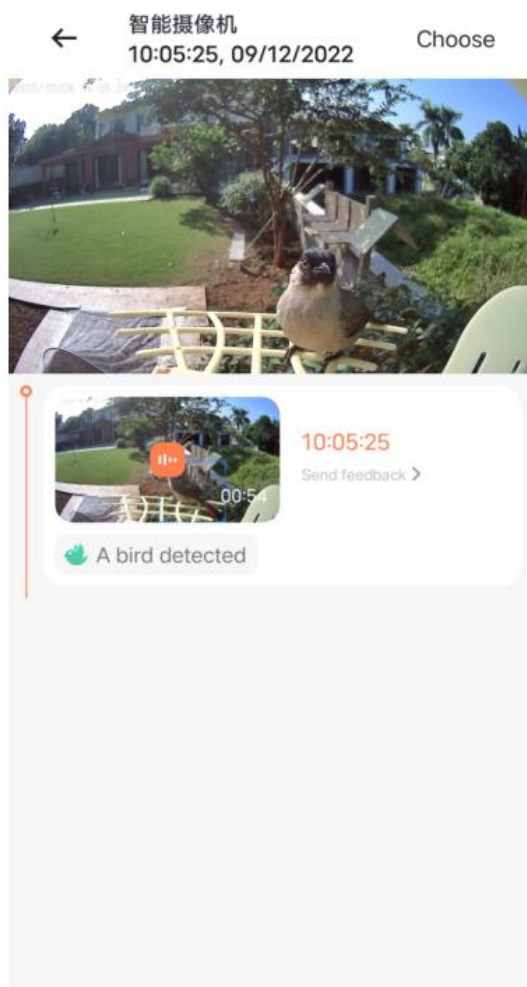 智能摄像机
10:05:25, 09/12/2022
Choose
00:54
10:05:25
Send feedback
A bird detected